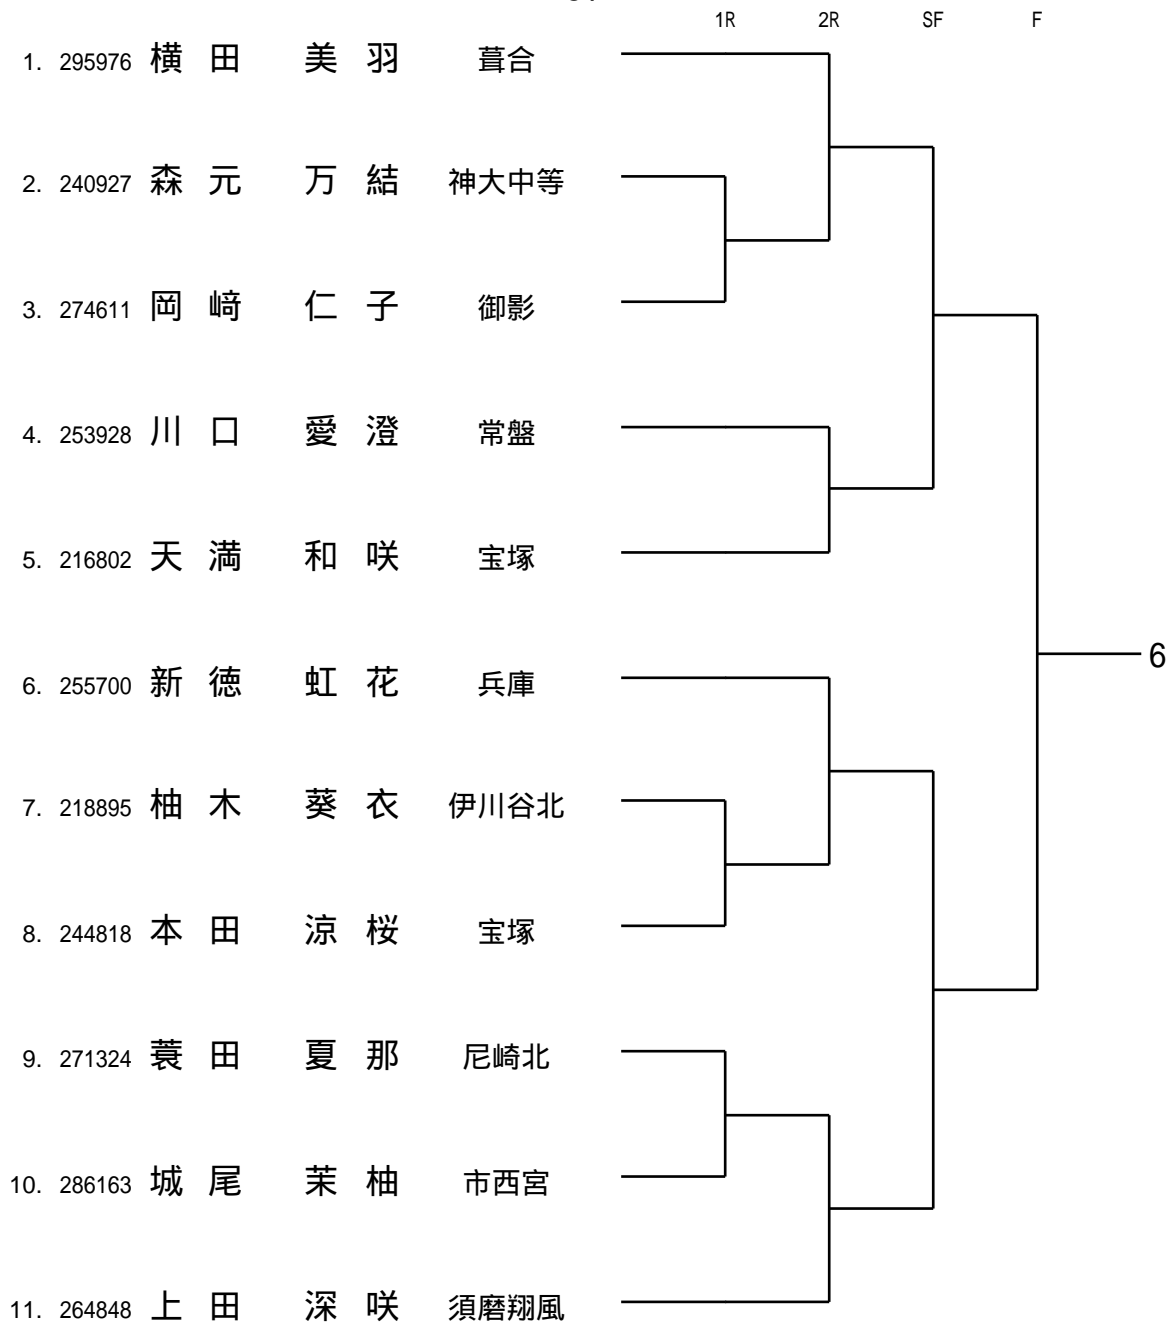 1R 2R SF F
1. 295976 横田 美羽 葺合
2. 240927 森元 万結 神大中等
3. 274611 岡﨑 仁子 御影
4. 253928 川口 愛澄 常盤
5. 216802 天満 和咲 宝塚
6
6. 255700 新徳 虹花 兵庫
7. 218895 柚木 葵衣 伊川谷北
8. 244818 本田 涼桜 宝塚
9. 271324 蓑田 夏那 尼崎北
10. 286163 城尾 茉柚 市西宮
11. 264848 上田 深咲 須磨翔風